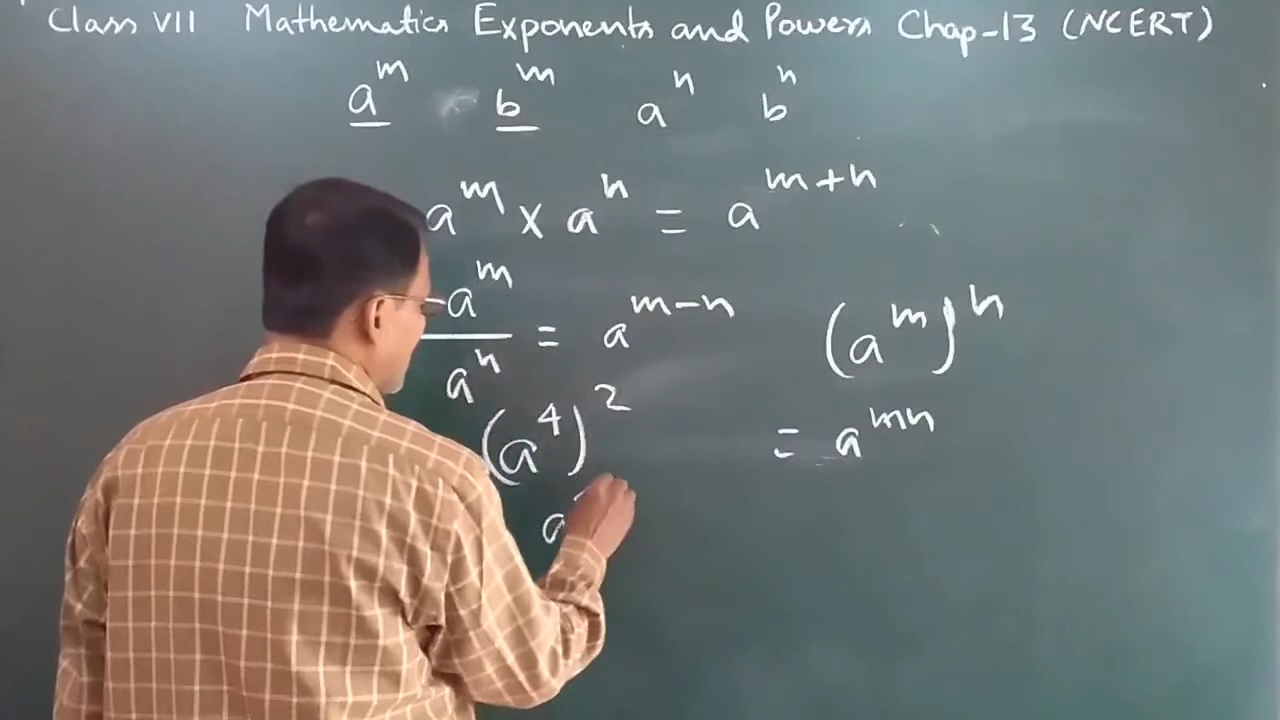 Class VII Mathematics Exponents and Powers Chap-13 (NCERT)
a^m b^m a^n b^n
a^m × a^n = a^{m+n}
a^m / a^n = a^{m-n}
(a^m)^n
= a^{mn}
(a^4)^2
a